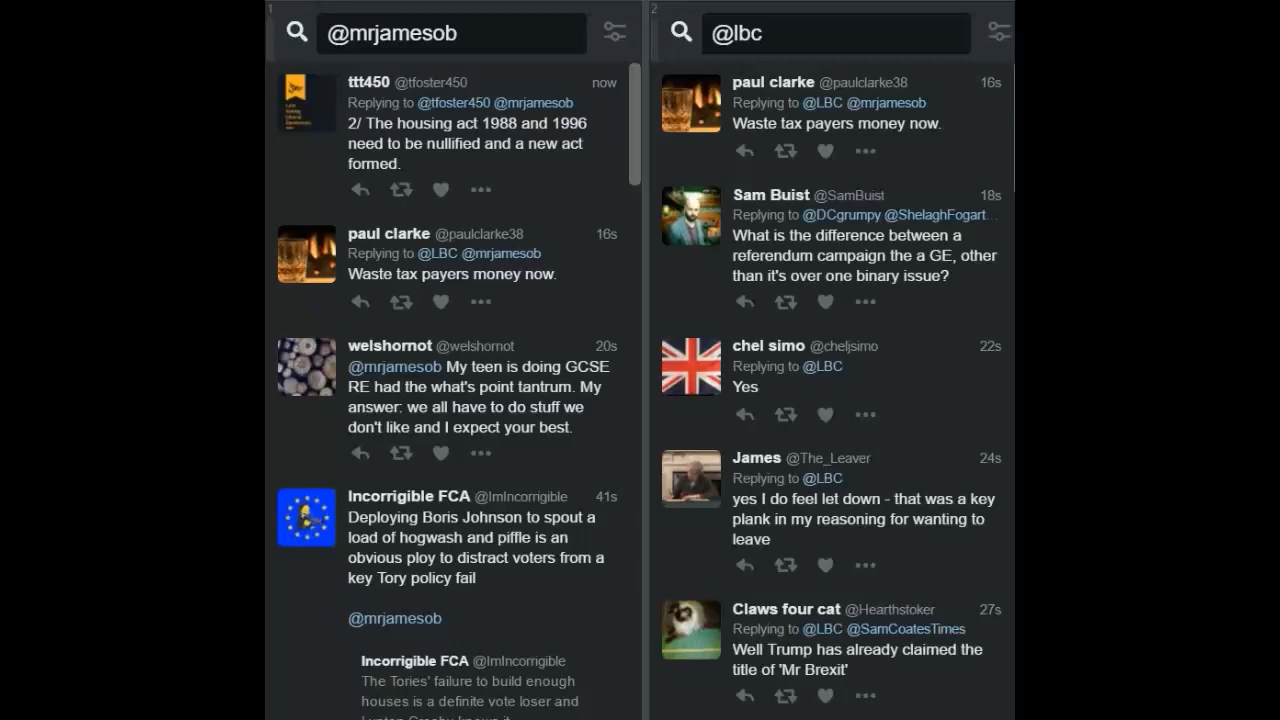 1
@mrjamesob
ttt450 @tfoster450 now
Replying to @tfoster450 @mrjamesob
2/ The housing act 1988 and 1996
need to be nullified and a new act
formed.
paul clarke @paulclarke38 16s
Replying to @LBC @mrjamesob
Waste tax payers money now.
welshornot @welshornot 20s
@mrjamesob My teen is doing GCSE
RE had the what's point tantrum. My
answer: we all have to do stuff we
don't like and I expect your best.
Incorrigible FCA @ImIncorrigible 41s
Deploying Boris Johnson to spout a
load of hogwash and piffle is an
obvious ploy to distract voters from a
key Tory policy fail
@mrjamesob
Incorrigible FCA @ImIncorrigible
The Tories' failure to build enough
houses is a definite vote loser and
2
@lbc
paul clarke @paulclarke38 16s
Replying to @LBC @mrjamesob
Waste tax payers money now.
Sam Buist @SamBuist 18s
Replying to @DCgrumpy @ShelaghFogart...
What is the difference between a
referendum campaign the a GE, other
than it's over one binary issue?
chel simo @cheljsimo 22s
Replying to @LBC
Yes
James @The_Leaver 24s
Replying to @LBC
yes I do feel let down - that was a key
plank in my reasoning for wanting to
leave
Claws four cat @Hearthstoker 27s
Replying to @LBC @SamCoatesTimes
Well Trump has already claimed the
title of 'Mr Brexit'